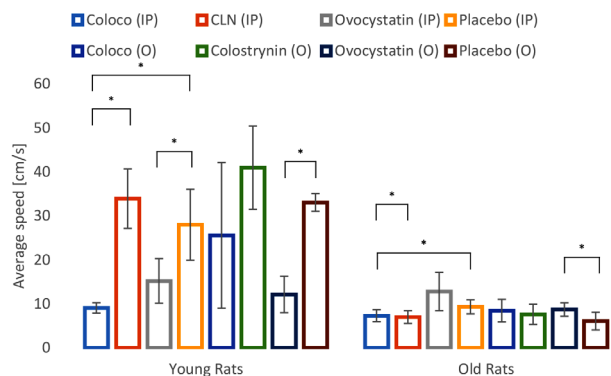 Coloco (IP) CLN (IP) Ovocystatin (IP) Placebo (IP)
Coloco (O) Colostrynin (O) Ovocystatin (O) Placebo (O)
Average speed [cm/s]
60
50
40
30
20
10
0
* * * *
* * *
Young Rats Old Rats